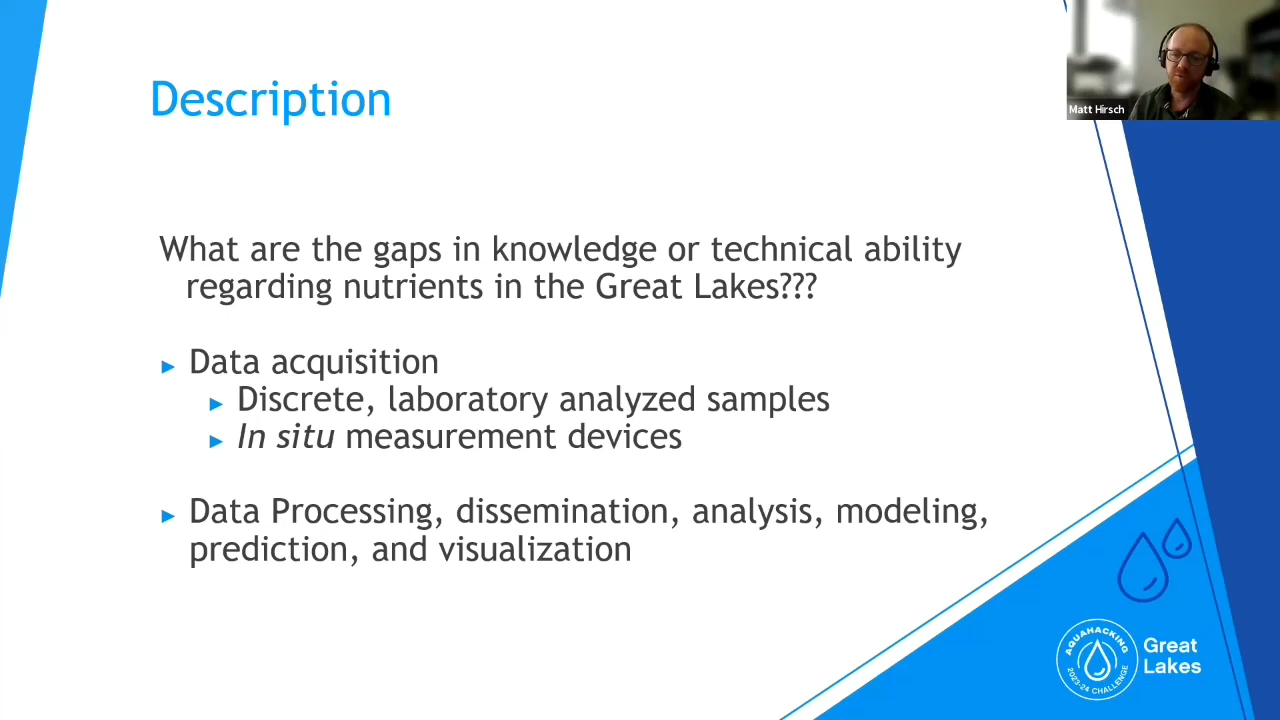 Description
Matt Hirsch
What are the gaps in knowledge or technical ability
regarding nutrients in the Great Lakes???
► Data acquisition
► Discrete, laboratory analyzed samples
► In situ measurement devices
► Data Processing, dissemination, analysis, modeling,
prediction, and visualization
AQUAHACKING
2023-24 CHALLENGE
Great
Lakes